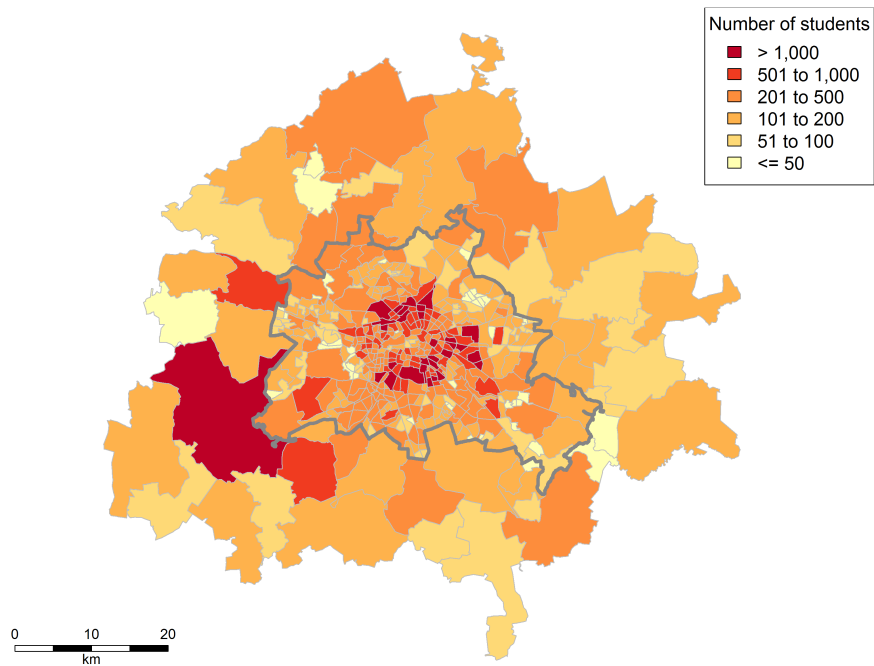 Number of students
> 1,000
501 to 1,000
201 to 500
101 to 200
51 to 100
<= 50
0 10 20
km